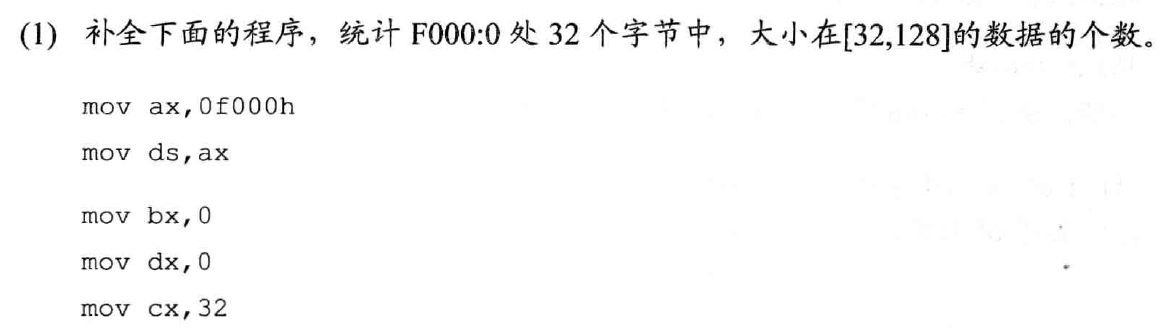 (1) 补全下面的程序，统计 F000:0 处 32 个字节中，大小在[32,128]的数据的个数。
mov ax,0f000h
mov ds,ax
mov bx,0
mov dx,0
mov cx,32